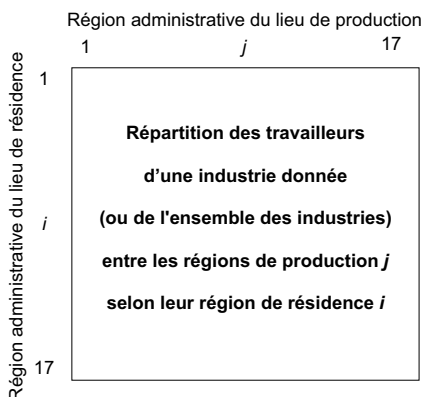 Région administrative du lieu de production
1 j 17
Région administrative du lieu de résidence
1
i
17
Répartition des travailleurs
d'une industrie donnée
(ou de l'ensemble des industries)
entre les régions de production j
selon leur région de résidence i